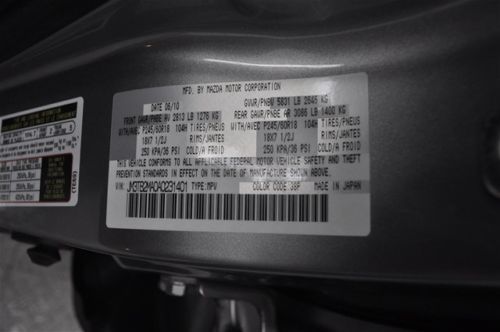 MFD. BY MAZDA MOTOR CORPORATION
DATE 06/10 GVWR/PNBV 5831 LB 2645 KG
FRONT GAWR/PNBE AV 2813 LB 1276 KG REAR GAWR/PNBE AR 3086 LB 1400 KG
WITH/AVEC P245/60R18 104H TIRES/PNEUS WITH/AVEC P245/60R18 104H TIRES/PNEUS
18X7 1/2J RIMS/JANTES 18X7 1/2J RIMS/JANTES
250 KPA/36 PSI COLD/A FROID 250 KPA/36 PSI COLD/A FROID
THIS VEHICLE CONFORMS TO ALL APPLICABLE FEDERAL MOTOR VEHICLE SAFETY AND THEFT
PREVENTION STANDARDS IN EFFECT ON THE DATE OF MANUFACTURE SHOWN ABOVE.
VIN: JM3TB2MA0A0231401 TYPE: MPV COLOR CODE 38P MADE IN JAPAN